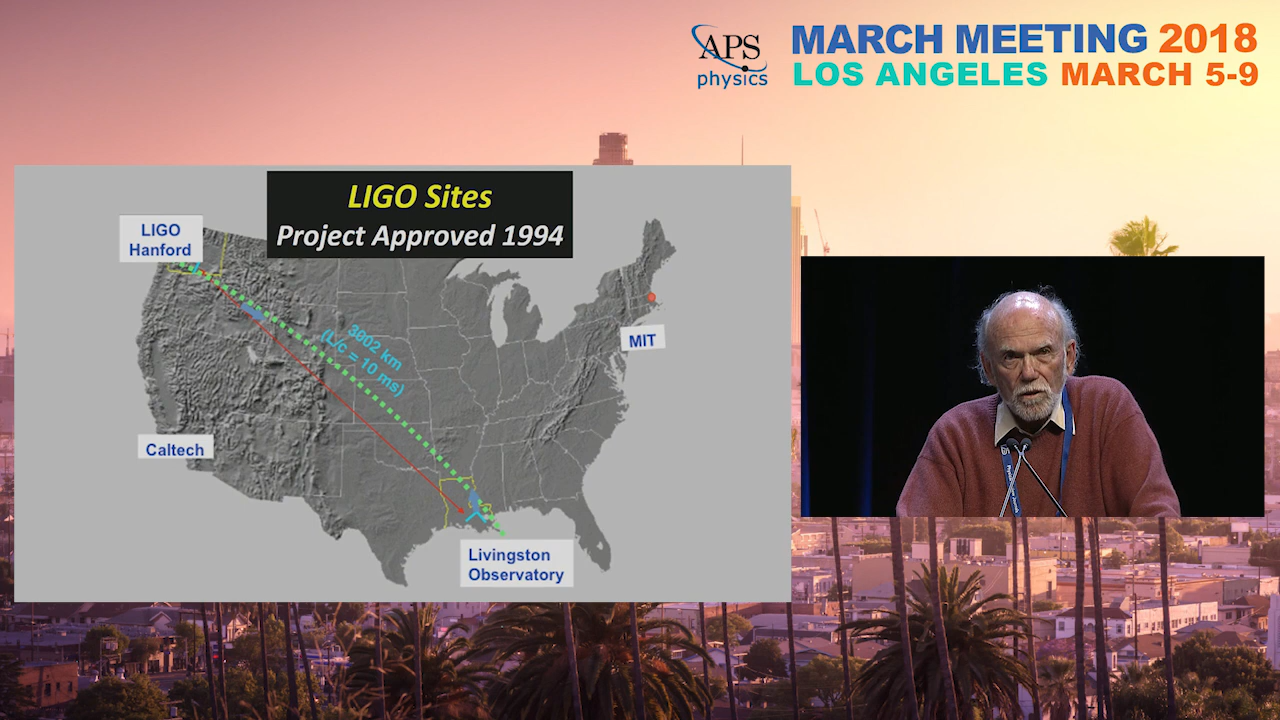 APS
physics
MARCH MEETING 2018
LOS ANGELES MARCH 5-9
LIGO Sites
Project Approved 1994
LIGO
Hanford
3002 km
(L/c = 10 ms)
MIT
Caltech
Livingston
Observatory